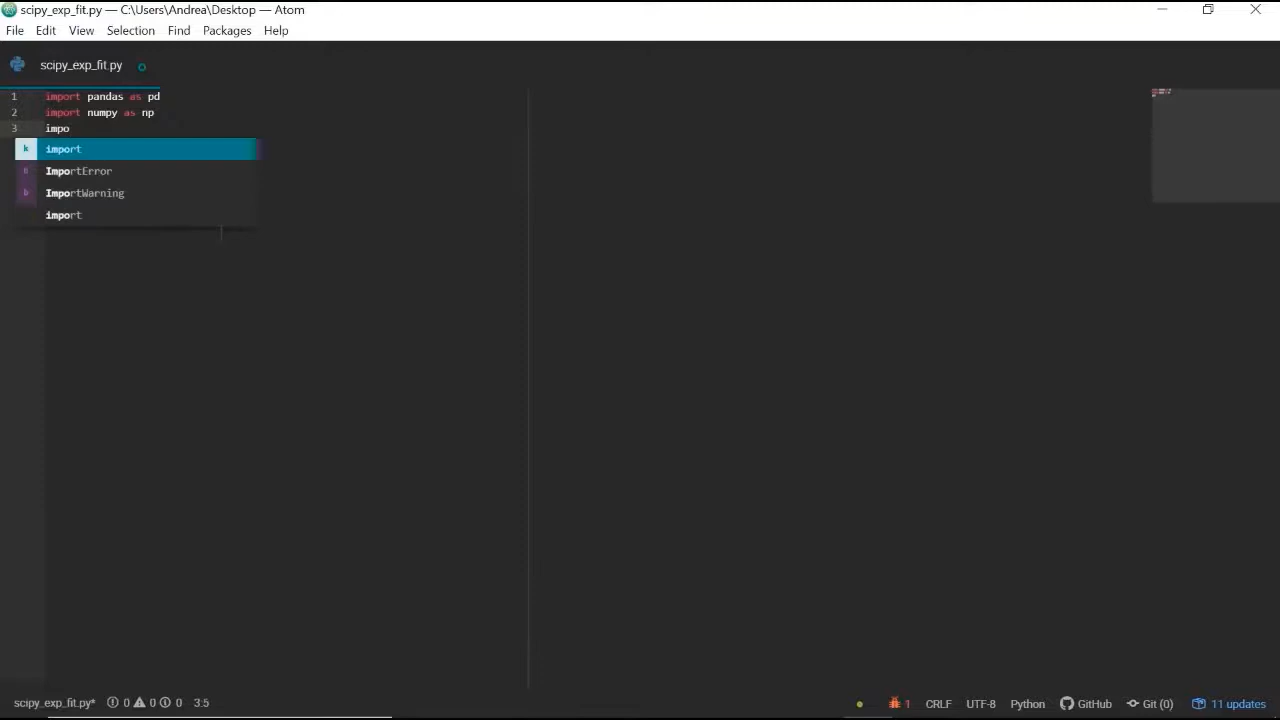 scipy_exp_fit.py — C:\Users\Andrea\Desktop — Atom
File Edit View Selection Find Packages Help
scipy_exp_fit.py
1 import pandas as pd
2 import numpy as np
3 impo
k import
ImportError
b ImportWarning
import
scipy_exp_fit.py* 0 0 0 3:5 1 CRLF UTF-8 Python GitHub Git (0) 11 updates